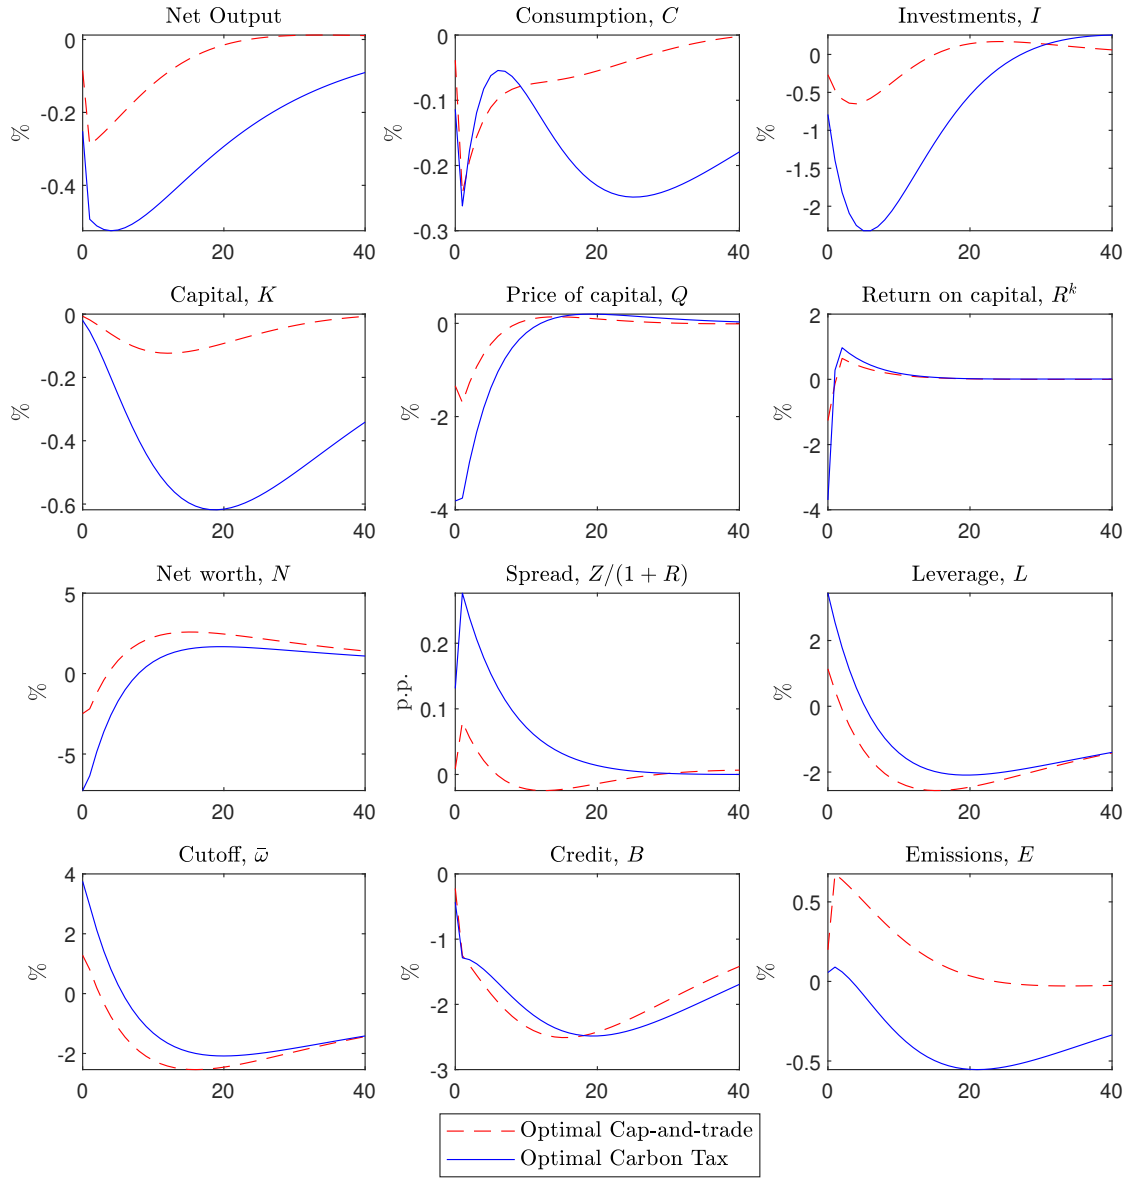 Net Output
Consumption, C
Investments, I
0
-0.2
-0.4
%
0 20 40
0
-0.1
-0.2
-0.3
%
0 20 40
0
-0.5
-1
-1.5
-2
%
0 20 40
Capital, K
Price of capital, Q
Return on capital, R^k
0
-0.2
-0.4
-0.6
%
0 20 40
0
-2
-4
%
0 20 40
2
0
-2
-4
%
0 20 40
Net worth, N
Spread, Z/(1 + R)
Leverage, L
5
0
-5
%
0 20 40
0.2
0.1
0
p.p.
0 20 40
2
0
-2
%
0 20 40
Cutoff, ω̄
Credit, B
Emissions, E
4
2
0
-2
%
0 20 40
0
-1
-2
-3
%
0 20 40
0.5
0
-0.5
%
0 20 40
Optimal Cap-and-trade
Optimal Carbon Tax